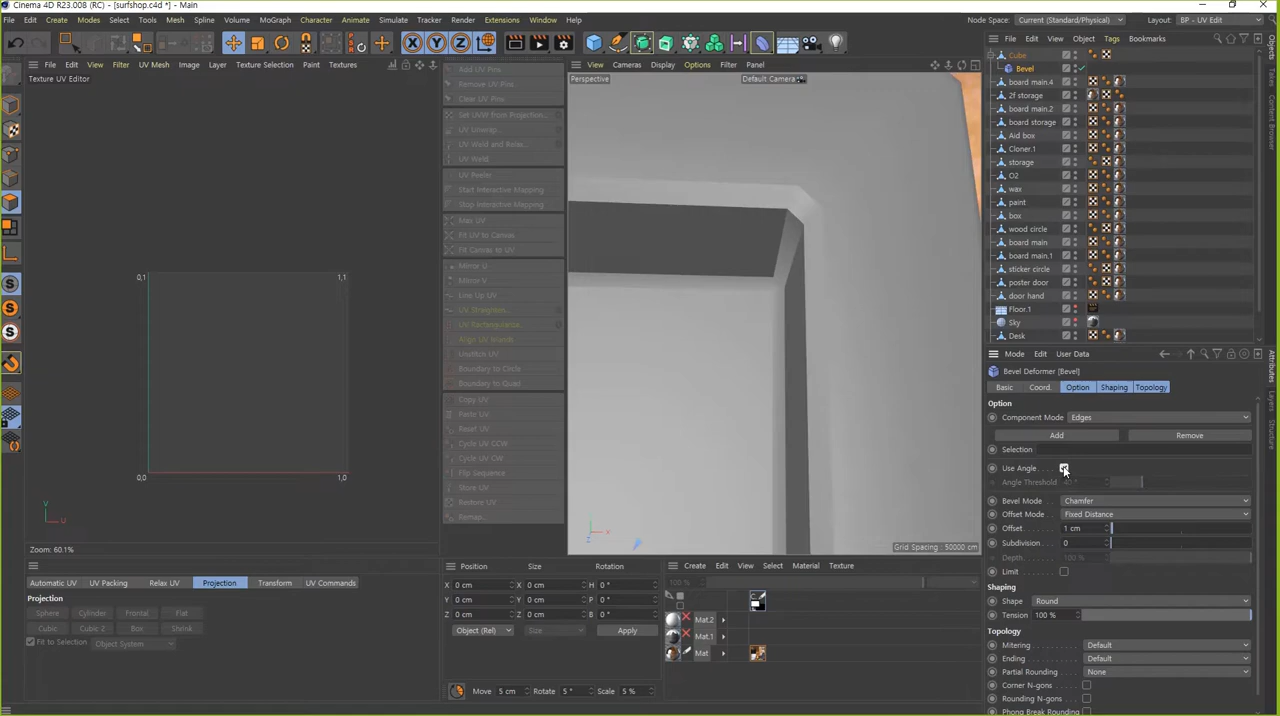 Cinema 4D R23.008 (RC) - [surfshop.c4d *] - Main
File Edit Create Modes Select Tools Mesh Spline Volume MoGraph Character Animate Simulate Tracker Render Extensions Window Help
Node Space: Current (Standard/Physical) Layout: BP - UV Edit
File Edit View Object Tags Bookmarks
File Edit View Filter UV Mesh Image Layer Texture Selection Paint Textures
Texture UV Editor
0,1 1,1
0,0 1,0
V
U
Zoom: 60.1%
Add UV Pins
Remove UV Pins
Clear UV Pins
Set UVW from Projection...
UV Unwrap...
UV Weld and Relax...
UV Weld
UV Peeler
Start Interactive Mapping
Stop Interactive Mapping
Max UV
Fit UV to Canvas
Fit Canvas to UV
Mirror U
Mirror V
Line Up UV
UV Straighten...
UV Rectangularize...
Align UV Islands
Unstitch UV
Boundary to Circle
Boundary to Quad
Copy UV
Paste UV
Reset UV
Cycle UV CCW
Cycle UV CW
Flip Sequence
Store UV
Restore UV
Remap...
View Cameras Display Options Filter Panel
Perspective
Default Camera
Grid Spacing : 50000 cm
Cube
Bevel
board main.4
2f storage
board main.2
board storage
Aid box
Cloner.1
storage
O2
wax
paint
box
wood circle
board main
board main.1
sticker circle
poster door
door hand
Floor.1
Sky
Desk
Objects
Takes
Content Browser
Mode Edit User Data
Bevel Deformer [Bevel]
Basic Coord. Option Shaping Topology
Option
Component Mode Edges
Add Remove
Selection
Use Angle
Angle Threshold 40 °
Bevel Mode Chamfer
Offset Mode Fixed Distance
Offset 1 cm
Subdivision 0
Depth 100 %
Limit
Shaping
Shape Round
Tension 100 %
Topology
Mitering Default
Ending Default
Partial Rounding None
Corner N-gons
Rounding N-gons
Phong Break Rounding
Attributes
Layers
Structure
Automatic UV UV Packing Relax UV Projection Transform UV Commands
Projection
Sphere Cylinder Frontal Flat
Cubic Cubic 2 Box Shrink
Fit to Selection Object System
Position Size Rotation
X 0 cm X 0 cm H 0 °
Y 0 cm Y 0 cm P 0 °
Z 0 cm Z 0 cm B 0 °
Object (Rel) Size Apply
Move 5 cm Rotate 5 ° Scale 5 %
Create Edit View Select Material Texture
100 %
Mat.2
Mat.1
Mat